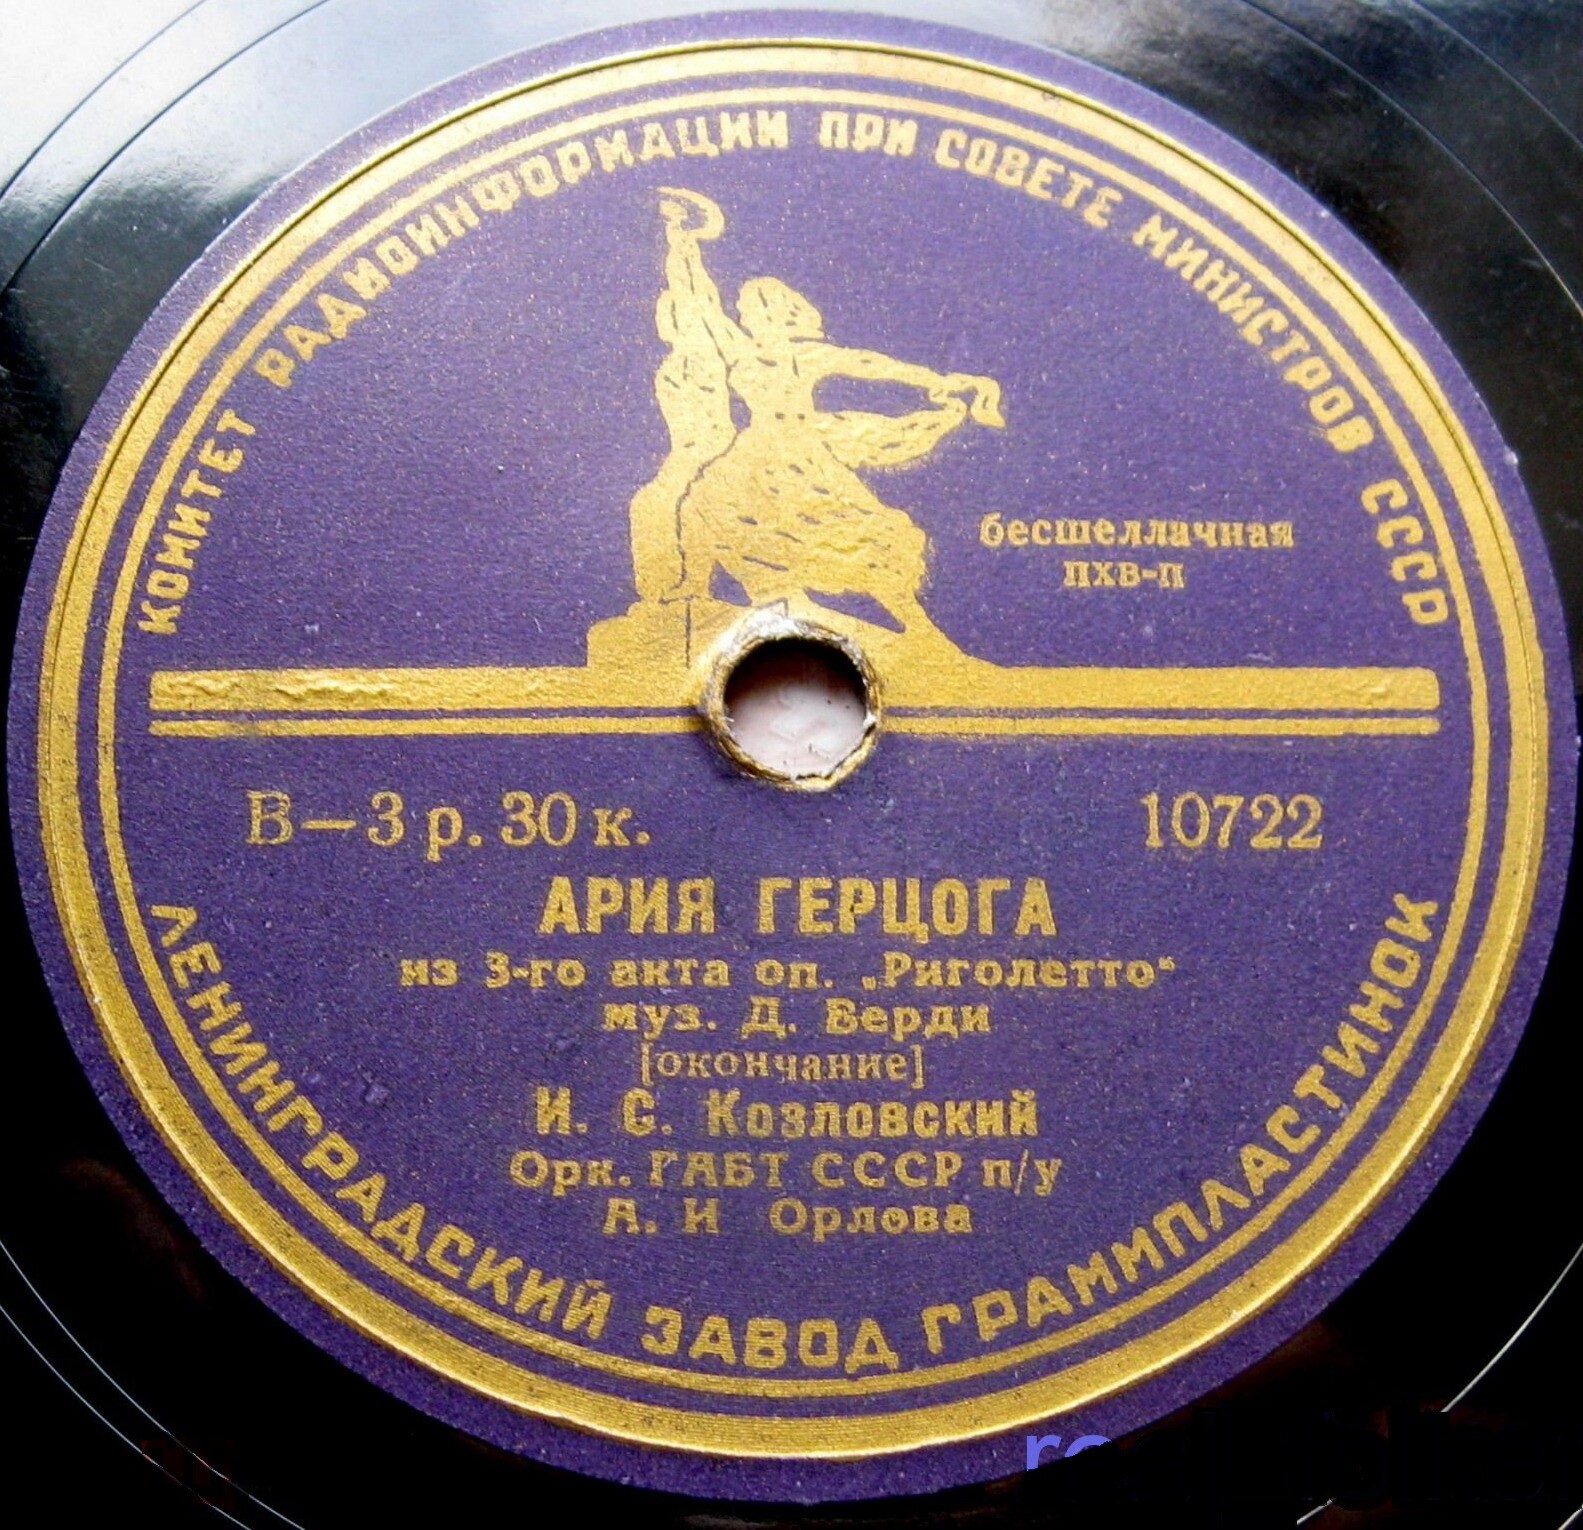 КОМИТЕТ РАДИОИНФОРМАЦИИ ПРИ СОВЕТЕ МИНИСТРОВ СССР
бесшеллачная
ПХВ-П
В—3 р. 30 к.
10722
АРИЯ ГЕРЦОГА
из 3-го акта оп. „Риголетто“
муз. Д. Верди
[окончание]
И. С. Козловский
Орк. ГАБТ СССР п/у
А. И Орлова
ЛЕНИНГРАДСКИЙ ЗАВОД ГРАММПЛАСТИНОК